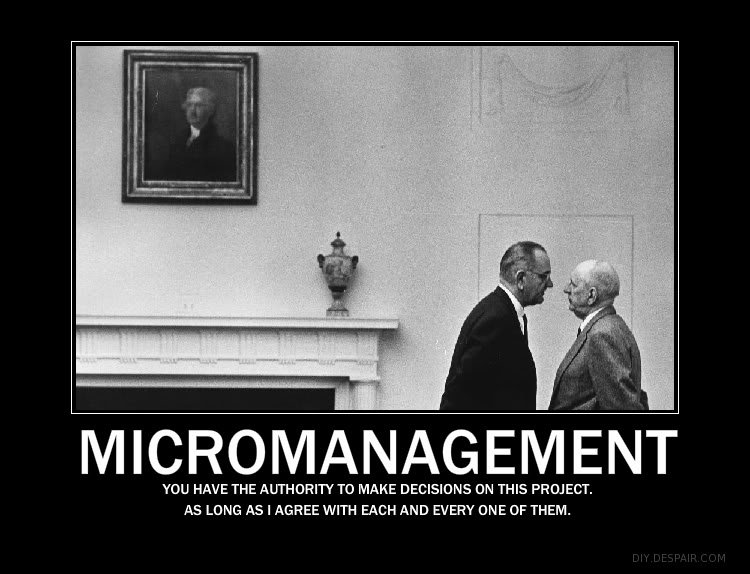 MICROMANAGEMENT
YOU HAVE THE AUTHORITY TO MAKE DECISIONS ON THIS PROJECT.
AS LONG AS I AGREE WITH EACH AND EVERY ONE OF THEM.
DIY.DESPAIR.COM